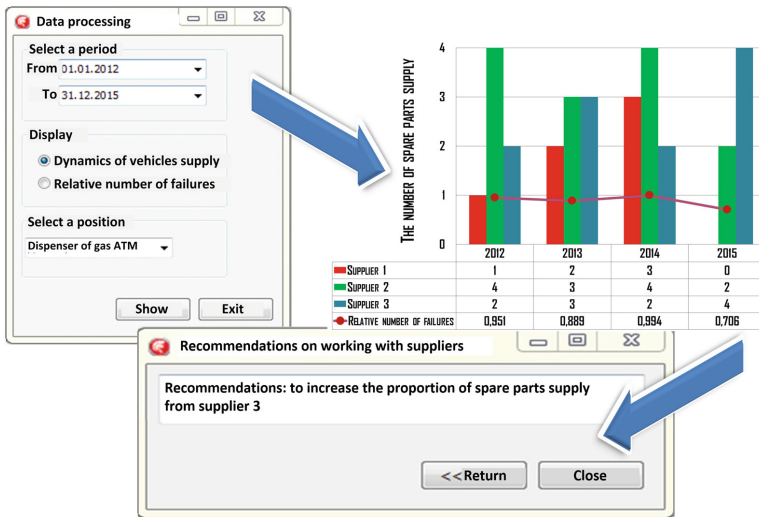 Data processing
Select a period
From 01.01.2012
To 31.12.2015
Display
Dynamics of vehicles supply
Relative number of failures
Select a position
Dispenser of gas ATM
Show Exit
THE NUMBER OF SPARE PARTS SUPPLY
4
3
2
1
0
2012 2013 2014 2015
SUPPLIER 1 1 2 3 0
SUPPLIER 2 4 3 4 2
SUPPLIER 3 2 3 2 4
RELATIVE NUMBER OF FAILURES 0,951 0,889 0,994 0,706
Recommendations on working with suppliers
Recommendations: to increase the proportion of spare parts supply
from supplier 3
<<Return Close